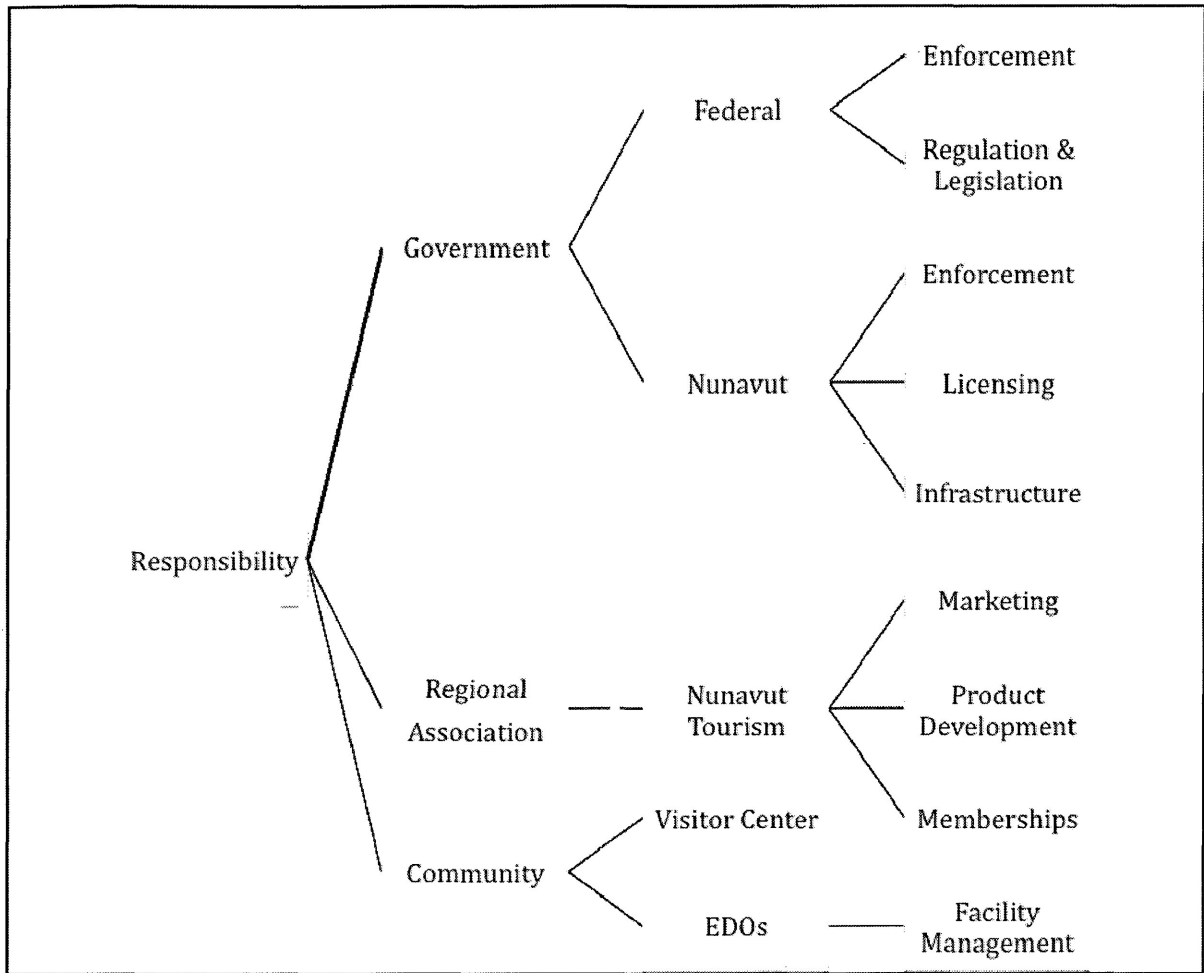 Enforcement
Federal
Regulation &
Legislation
Government
Enforcement
Nunavut
Licensing
Infrastructure
Responsibility
Marketing
Regional
Association
Nunavut
Tourism
Product
Development
Visitor Center
Memberships
Community
EDOs
Facility
Management